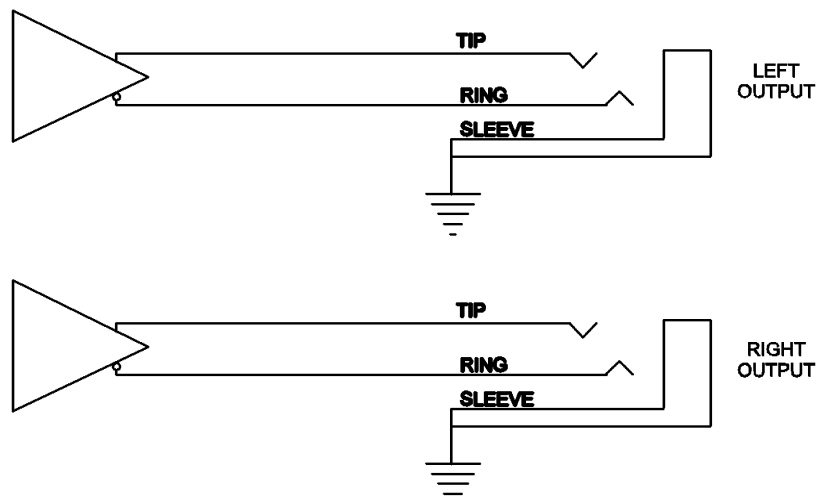 TIP
LEFT
OUTPUT
RING
SLEEVE
TIP
RIGHT
OUTPUT
RING
SLEEVE